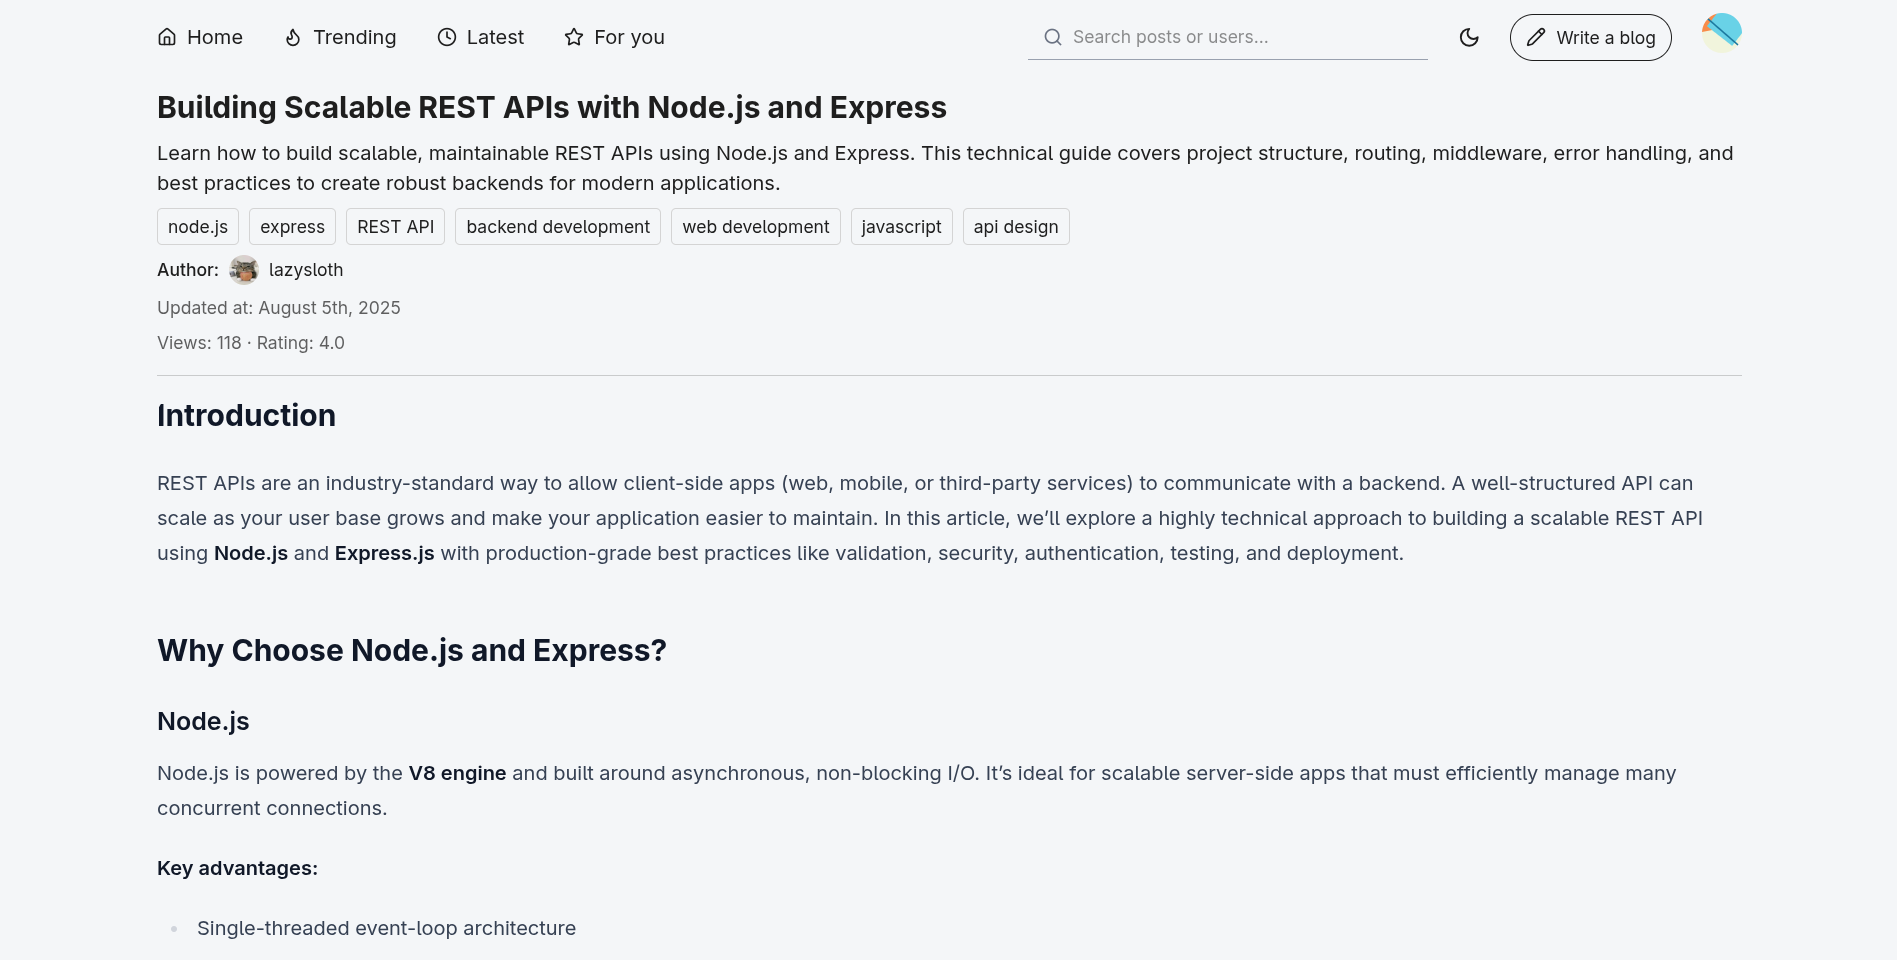 Home Trending Latest For you Search posts or users... Write a blog
Building Scalable REST APIs with Node.js and Express
Learn how to build scalable, maintainable REST APIs using Node.js and Express. This technical guide covers project structure, routing, middleware, error handling, and
best practices to create robust backends for modern applications.
node.js express REST API backend development web development javascript api design
Author: lazysloth
Updated at: August 5th, 2025
Views: 118 · Rating: 4.0
Introduction
REST APIs are an industry-standard way to allow client-side apps (web, mobile, or third-party services) to communicate with a backend. A well-structured API can
scale as your user base grows and make your application easier to maintain. In this article, we’ll explore a highly technical approach to building a scalable REST API
using Node.js and Express.js with production-grade best practices like validation, security, authentication, testing, and deployment.
Why Choose Node.js and Express?
Node.js
Node.js is powered by the V8 engine and built around asynchronous, non-blocking I/O. It’s ideal for scalable server-side apps that must efficiently manage many
concurrent connections.
Key advantages:
• Single-threaded event-loop architecture